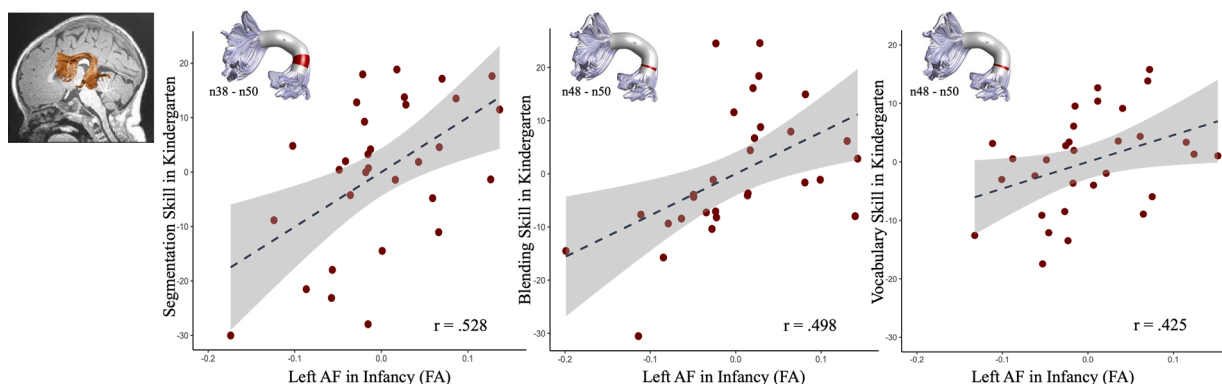 Segmentation Skill in Kindergarten
n38 - n50
20
10
0
-10
-20
-30
r = .528
-0.2
-0.1
0.0
0.1
Left AF in Infancy (FA)
Blending Skill in Kindergarten
n48 - n50
20
10
0
-10
-20
-30
r = .498
-0.2
-0.1
0.0
0.1
Left AF in Infancy (FA)
Vocabulary Skill in Kindergarten
n48 - n50
20
10
0
-10
-20
-30
r = .425
-0.2
-0.1
0.0
0.1
Left AF in Infancy (FA)